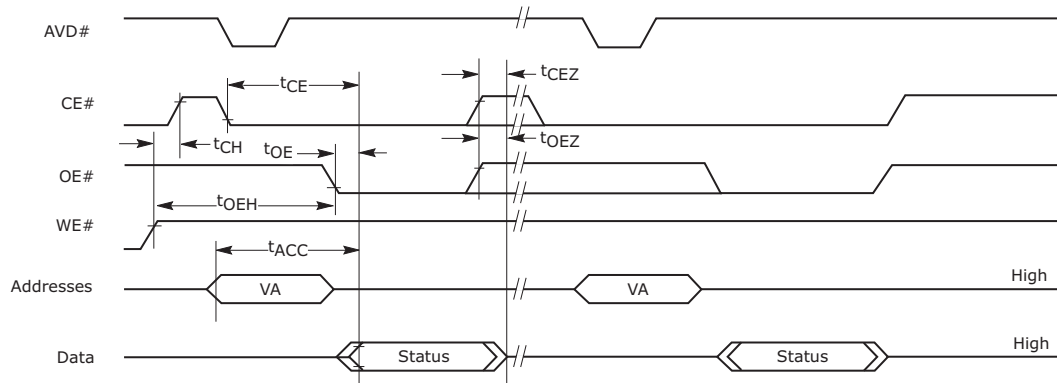 AVD#
tCEZ
tCE
CE#
tCH
tOE
tOEZ
OE#
tOEH
WE#
tACC
Addresses
VA
VA
High
Data
Status
Status
High